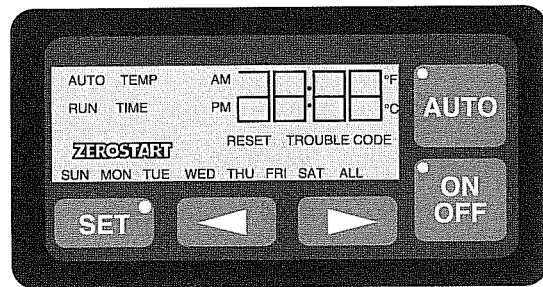 AUTO TEMP AM °F
RUN TIME PM °C
RESET TROUBLE CODE
ZEROSTART
SUN MON TUE WED THU FRI SAT ALL
AUTO
ON
OFF
SET